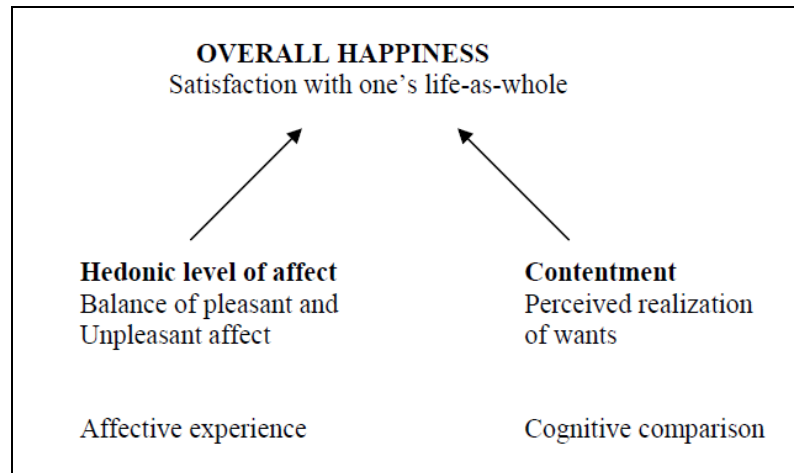 OVERALL HAPPINESS
Satisfaction with one's life-as-whole
Hedonic level of affect
Balance of pleasant and
Unpleasant affect
Contentment
Perceived realization
of wants
Affective experience
Cognitive comparison